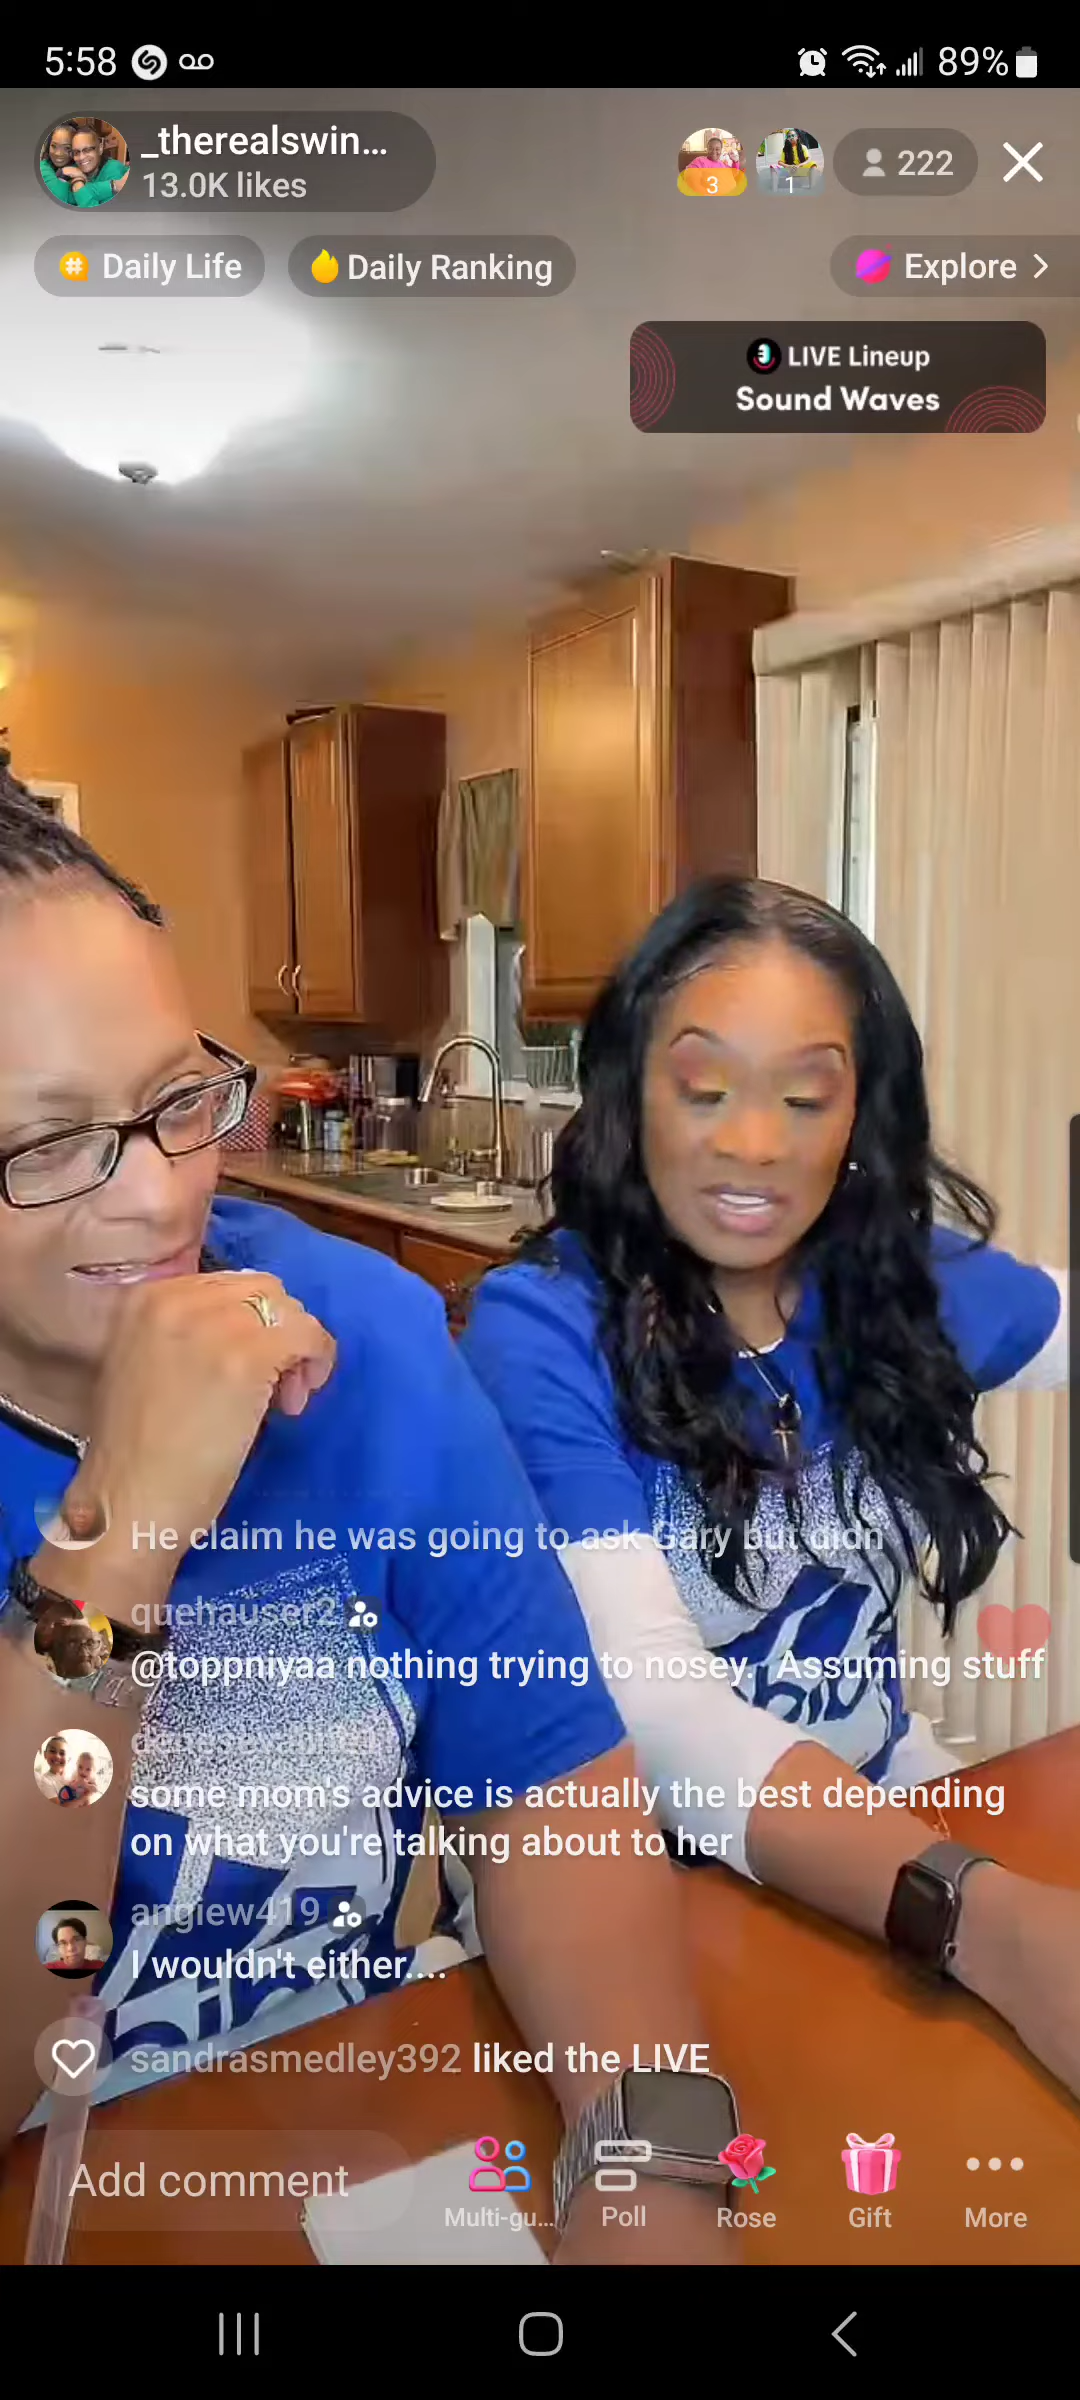 5:58
89%
_therealswin...
13.0K likes
3
1
222
Daily Life
Daily Ranking
Explore >
LIVE Lineup
Sound Waves
He claim he was going to ask Gary but didn
quehauser2
@toppniyaa nothing trying to nosey. Assuming stuff
some mom's advice is actually the best depending
on what you're talking about to her
angiew419
I wouldn't either....
sandrasmedley392 liked the LIVE
Add comment
Multi-gu...
Poll
Rose
Gift
More